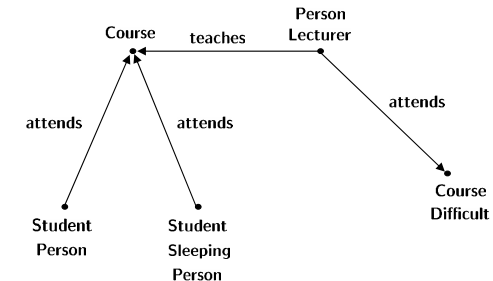 Person
Lecturer
Course
teaches
attends
attends
attends
Course
Difficult
Student
Person
Student
Sleeping
Person